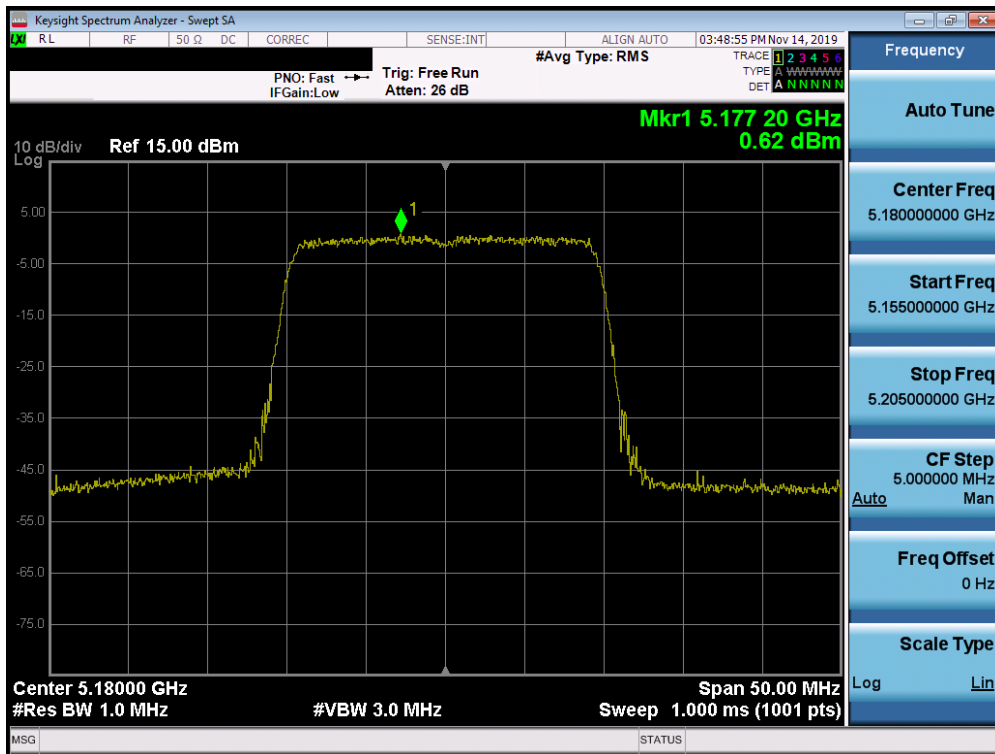 Keysight Spectrum Analyzer - Swept SA
LXI RL RF 50 Ω DC CORREC SENSE:INT ALIGN AUTO 03:48:55 PM Nov 14, 2019
PNO: Fast
IFGain:Low
Trig: Free Run
Atten: 26 dB
#Avg Type: RMS
TRACE 1 2 3 4 5 6
TYPE A WWWWW
DET A N N N N N
Mkr1 5.177 20 GHz
0.62 dBm
10 dB/div
Log
Ref 15.00 dBm
1
5.00
-5.00
-15.0
-25.0
-35.0
-45.0
-55.0
-65.0
-75.0
Center 5.18000 GHz
Span 50.00 MHz
#Res BW 1.0 MHz
#VBW 3.0 MHz
Sweep 1.000 ms (1001 pts)
MSG
STATUS
Frequency
Auto Tune
Center Freq
5.180000000 GHz
Start Freq
5.155000000 GHz
Stop Freq
5.205000000 GHz
CF Step
5.000000 MHz
Auto Man
Freq Offset
0 Hz
Scale Type
Log Lin